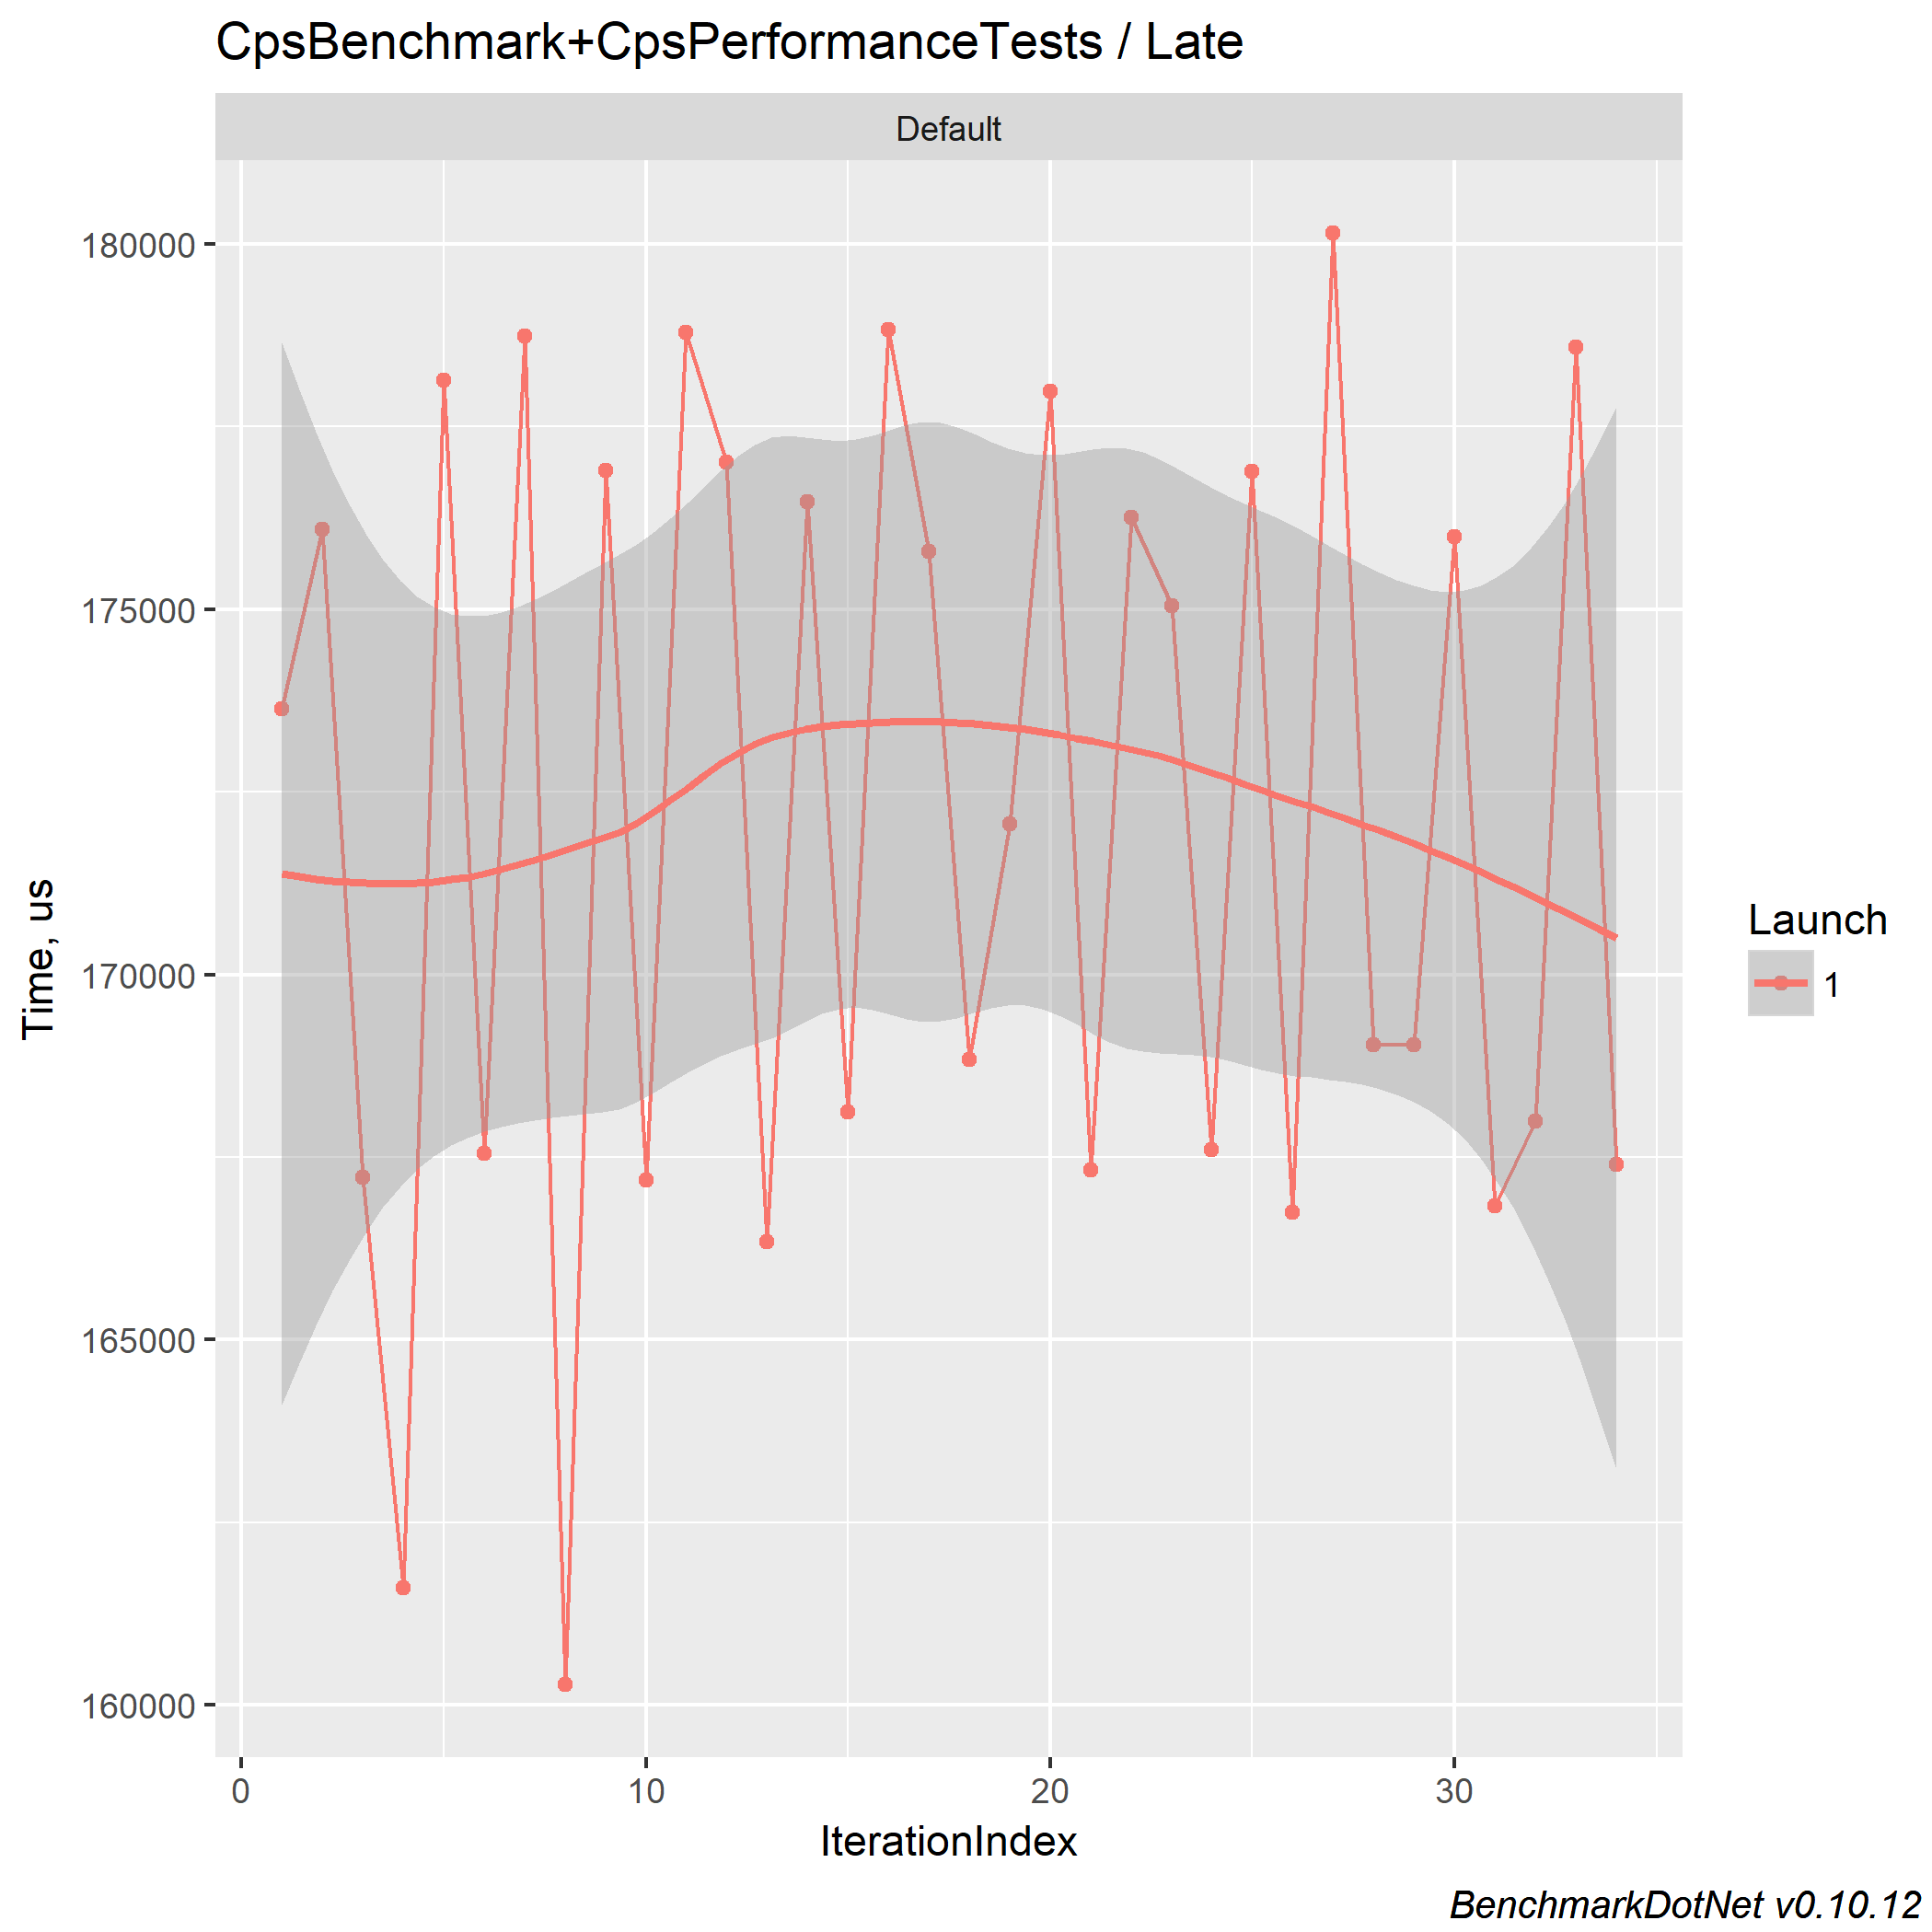 CpsBenchmark+CpsPerformanceTests / Late
Default
180000
175000
170000
165000
160000
Time, us
0 10 20 30
IterationIndex
Launch
1
BenchmarkDotNet v0.10.12